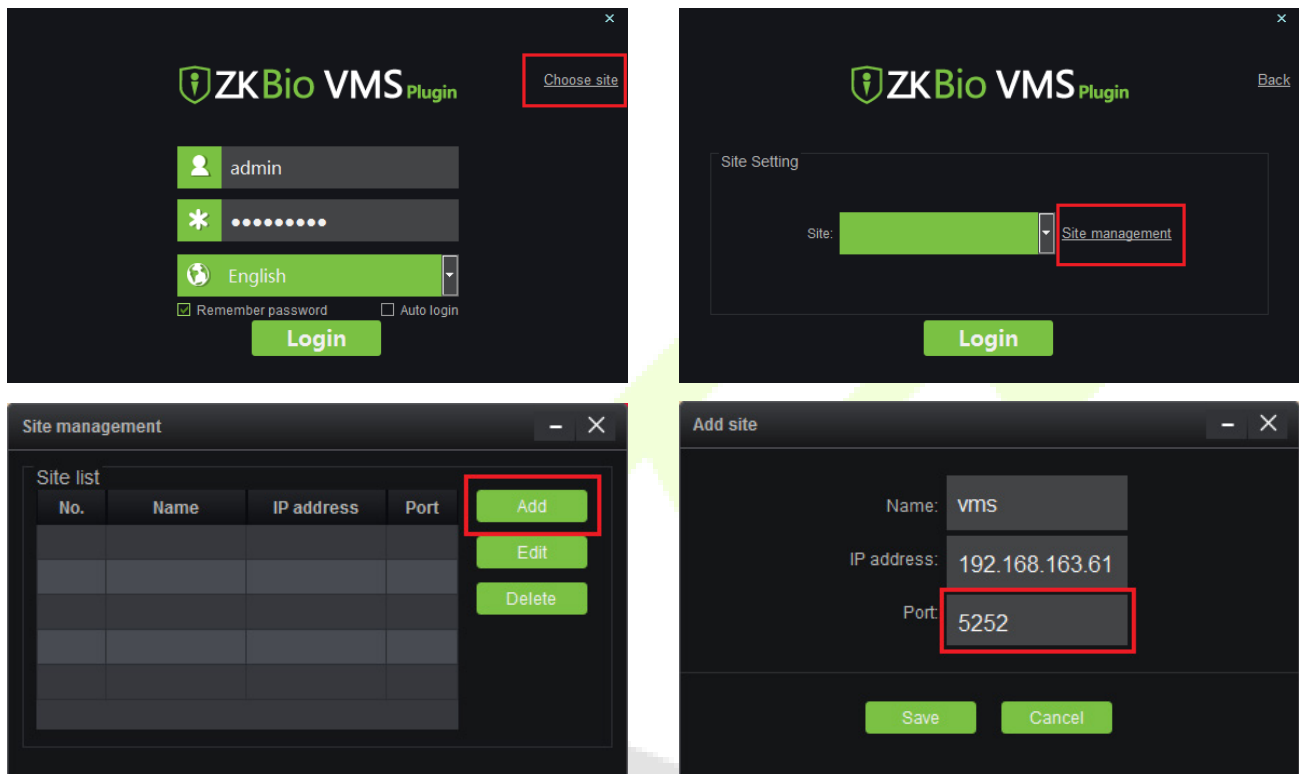 ZKBio VMS Plugin
Choose site
admin
English
Remember password
Auto login
Login
ZKBio VMS Plugin
Back
Site Setting
Site:
Site management
Login
Site management
Site list
No. Name IP address Port
Add
Edit
Delete
Add site
Name: vms
IP address: 192.168.163.61
Port: 5252
Save Cancel